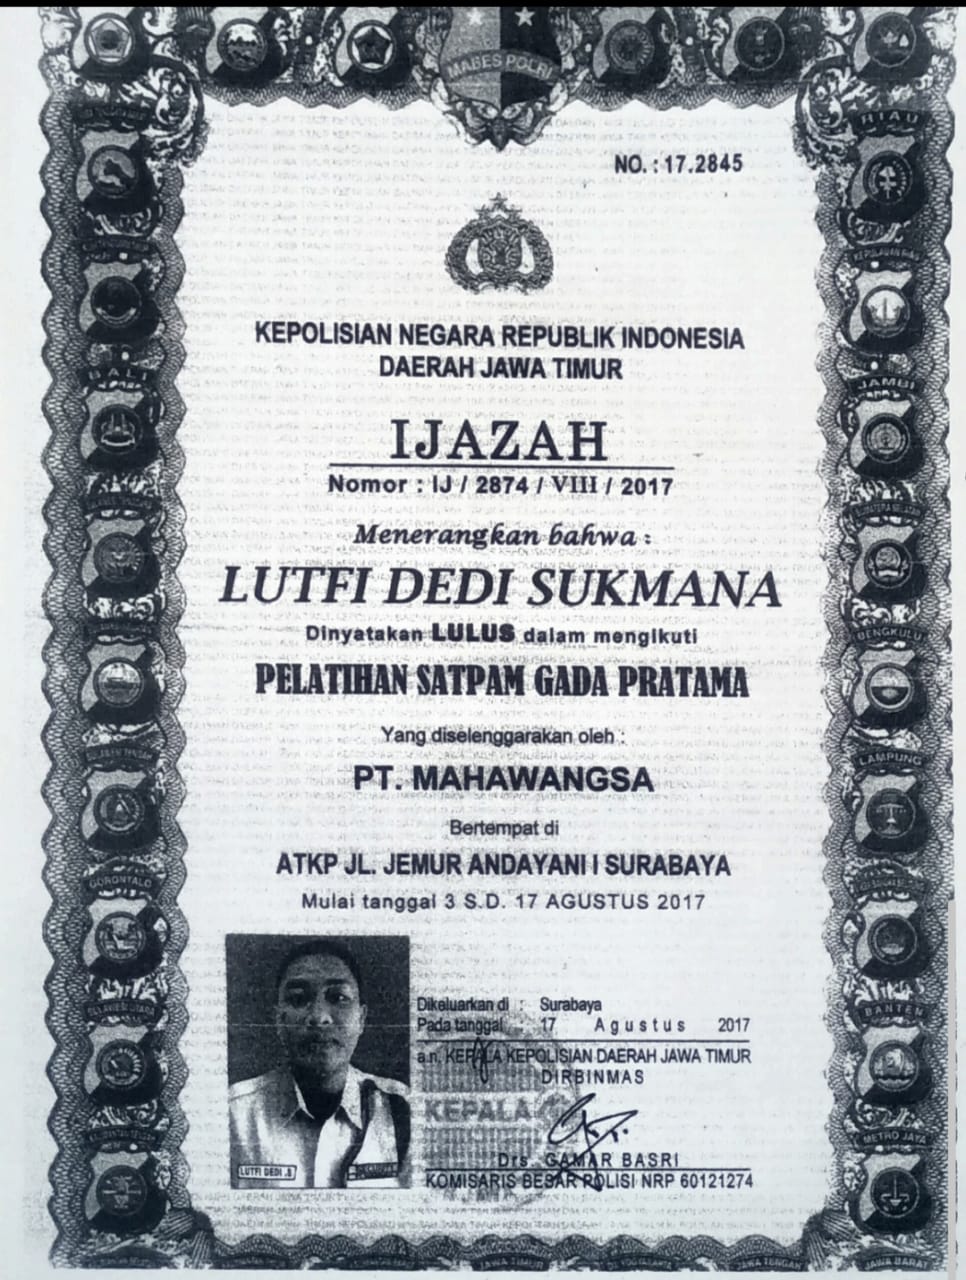 MABES POLRI
RIAU
NO. : 17.2845
KEPOLISIAN NEGARA REPUBLIK INDONESIA
DAERAH JAWA TIMUR
BALI
JAMBI
IJAZAH
Nomor : IJ / 2874 / VIII / 2017
Menerangkan bahwa :
LUTFI DEDI SUKMANA
Dinyatakan LULUS dalam mengikuti
BENGKULU
PELATIHAN SATPAM GADA PRATAMA
Yang diselenggarakan oleh :
LAMPUNG
PT. MAHAWANGSA
Bertempat di
ATKP JL. JEMUR ANDAYANI I SURABAYA
GORONTALO
Mulai tanggal 3 S.D. 17 AGUSTUS 2017
Dikeluarkan di : Surabaya
BANTEN
Pada tanggal : 17 Agustus 2017
a.n. KEPALA KEPOLISIAN DAERAH JAWA TIMUR
DIRBINMAS
KEPALA
METRO JAYA
Drs. GAMAR BASRI
LUTFI DEDI .S
KOMISARIS BESAR POLISI NRP 60121274
JAWA TIMUR
JAWA TENGAH
JAWA BARAT